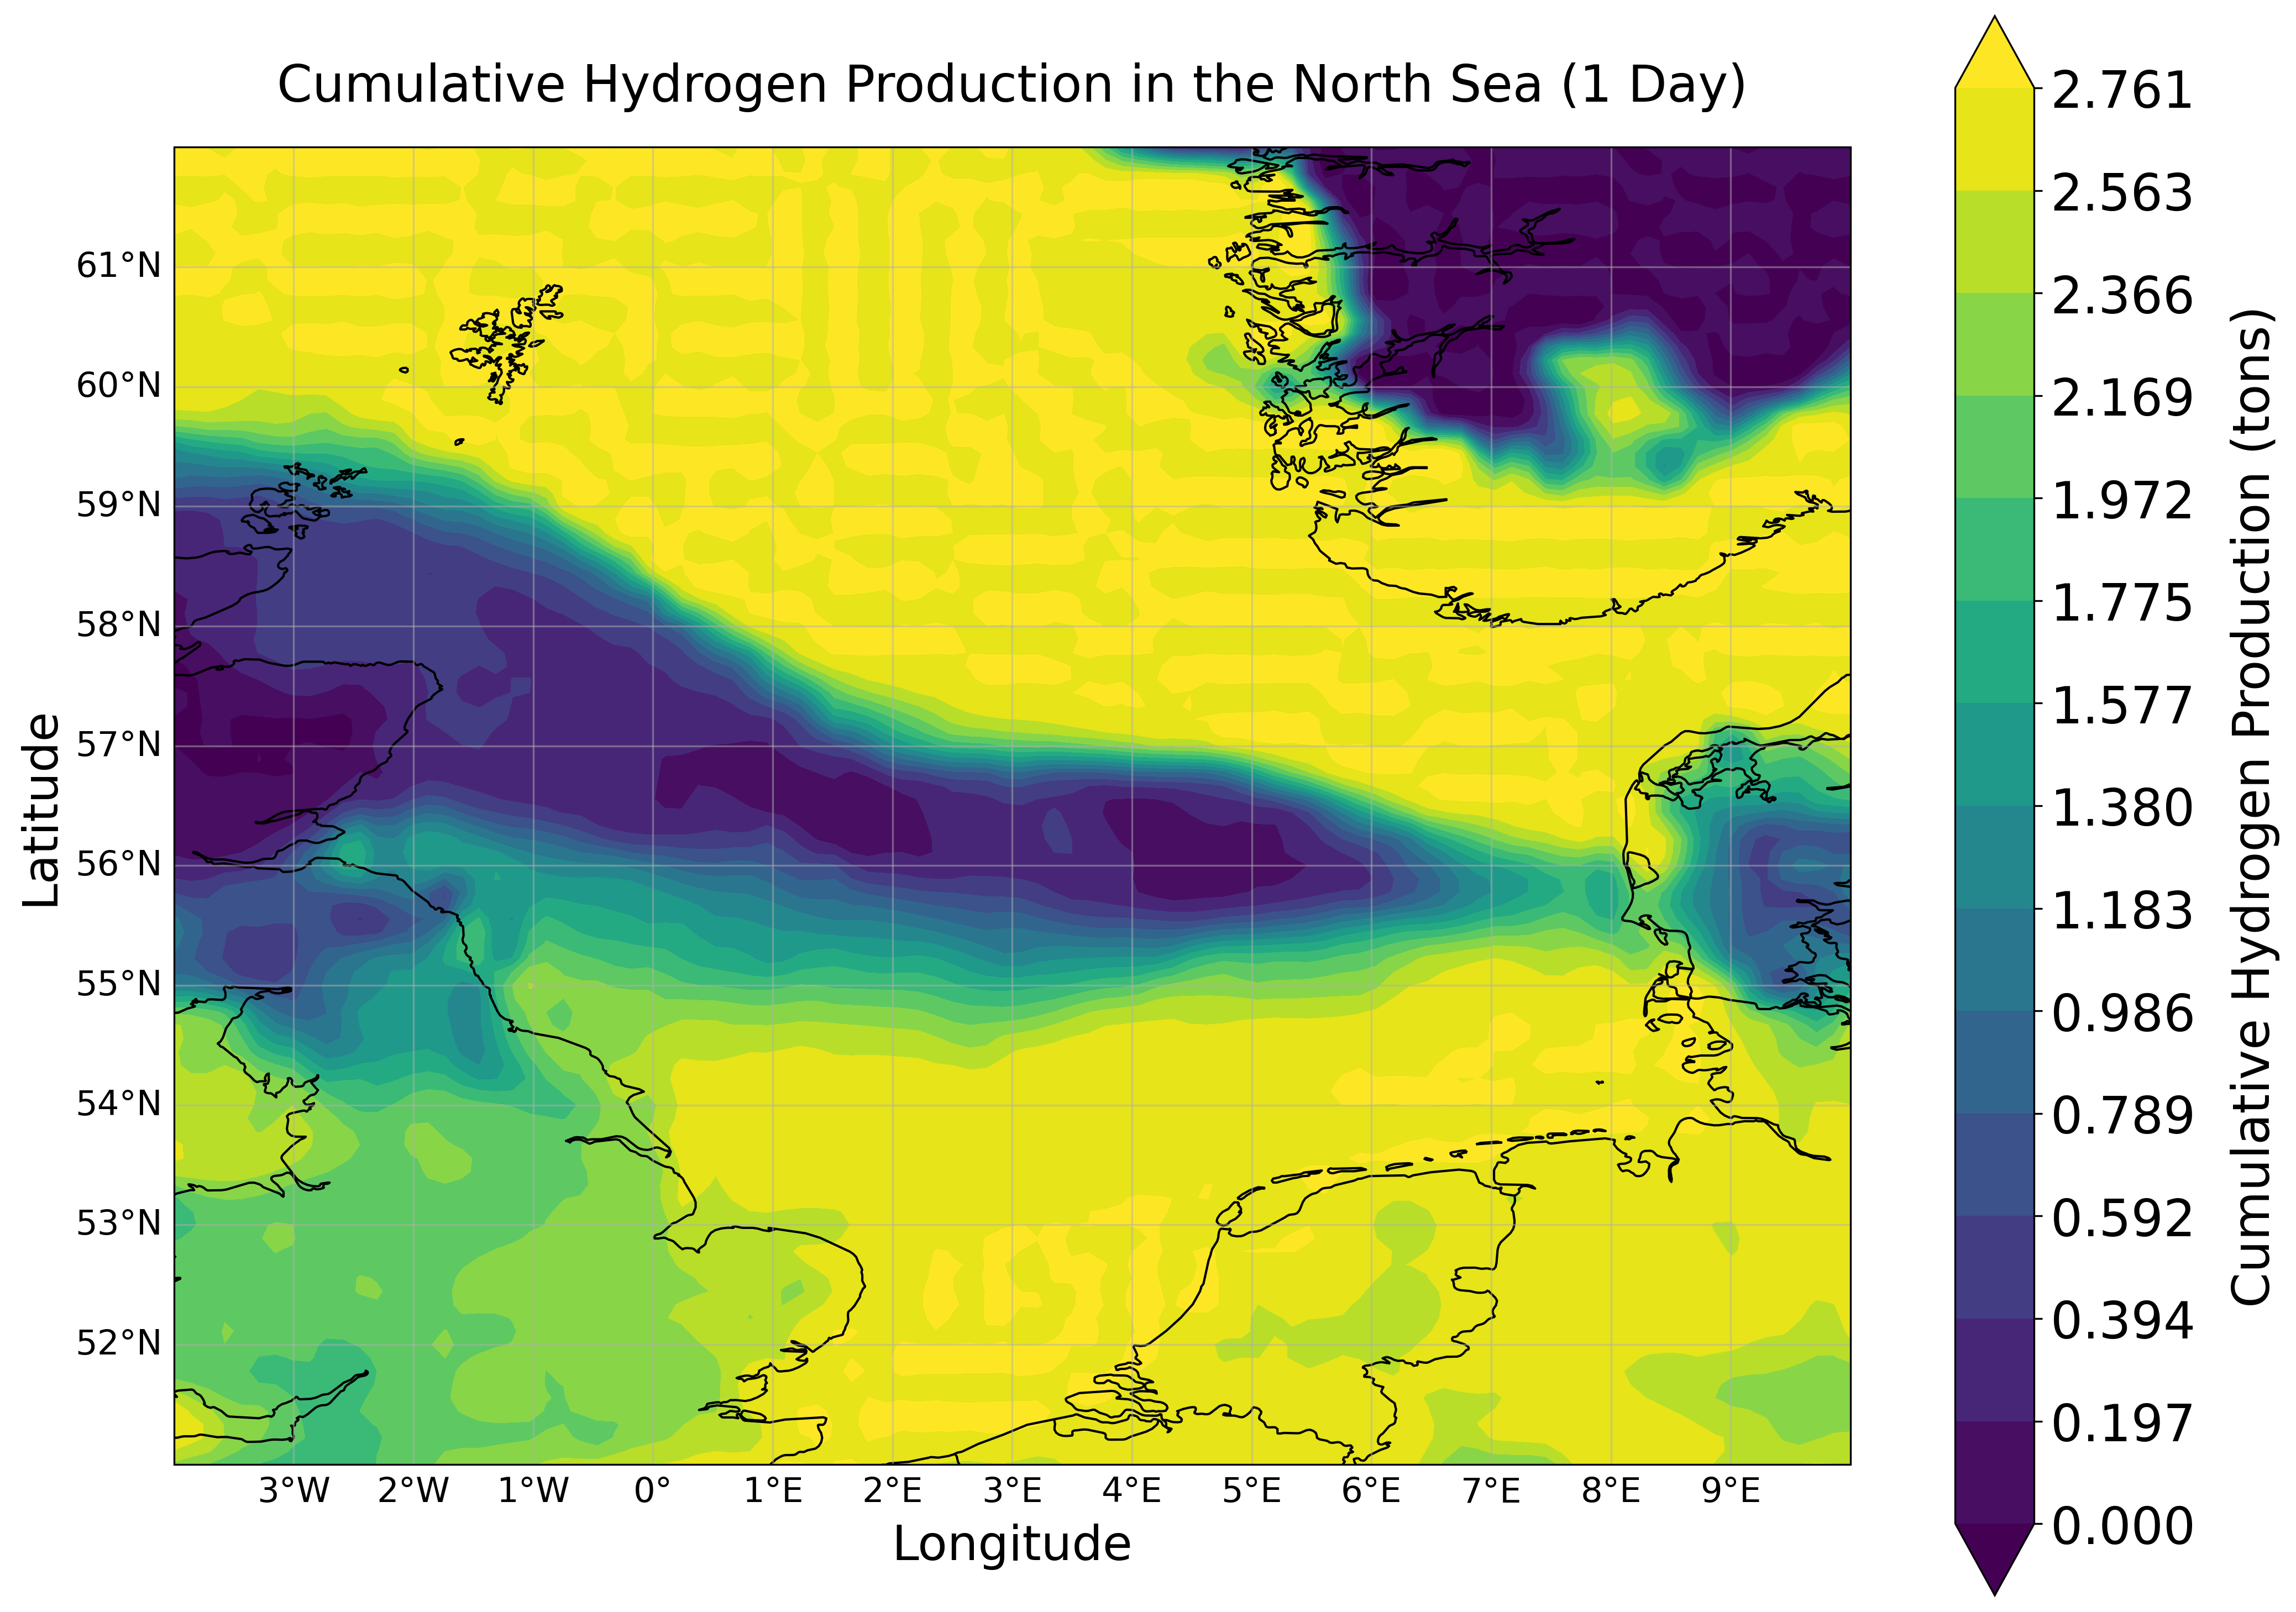 Cumulative Hydrogen Production in the North Sea (1 Day)
61°N
60°N
59°N
58°N
57°N
56°N
55°N
54°N
53°N
52°N
Latitude
3°W 2°W 1°W 0° 1°E 2°E 3°E 4°E 5°E 6°E 7°E 8°E 9°E
Longitude
2.761
2.563
2.366
2.169
1.972
1.775
1.577
1.380
1.183
0.986
0.789
0.592
0.394
0.197
0.000
Cumulative Hydrogen Production (tons)